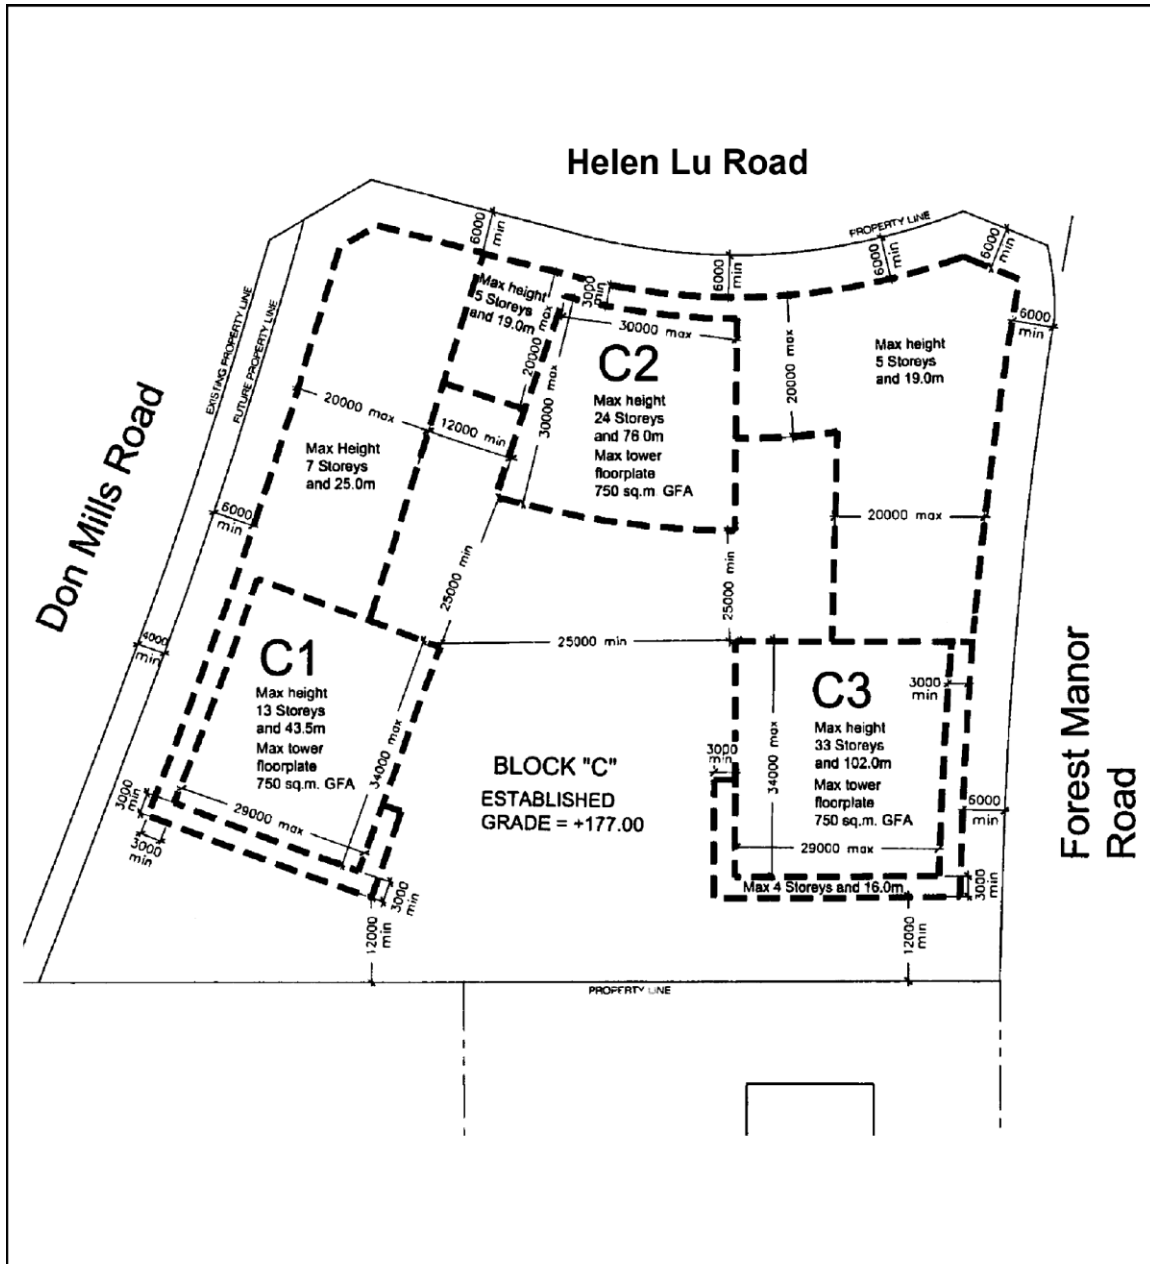 Helen Lu Road
PROPERTY LINE
6000
min
6000
min
6000
min
6000
min
6000
min
EXISTING PROPERTY LINE
FUTURE PROPERTY LINE
Don Mills Road
Max height
5 Storeys
and 19.0m
3000
min
20000 max
30000 max
30000 max
C2
Max height
24 Storeys
and 76.0m
Max tower
floorplate
750 sq.m GFA
20000 max
Max height
5 Storeys
and 19.0m
20000 max
12000 min
Max Height
7 Storeys
and 25.0m
6000
min
20000 max
25000 min
25000 min
25000 min
4000
min
C1
Max height
13 Storeys
and 43.5m
Max tower
floorplate
750 sq.m. GFA
34000 max
29000 max
3000
min
3000
min
3000
min
12000
min
BLOCK "C"
ESTABLISHED
GRADE = +177.00
C3
Max height
33 Storeys
and 102.0m
Max tower
floorplate
750 sq.m. GFA
3000
min
3000
min
34000 max
29000 max
6000
min
Max 4 Storeys and 16.0m
3000
min
12000
min
Forest Manor
Road
PROPERTY LINE